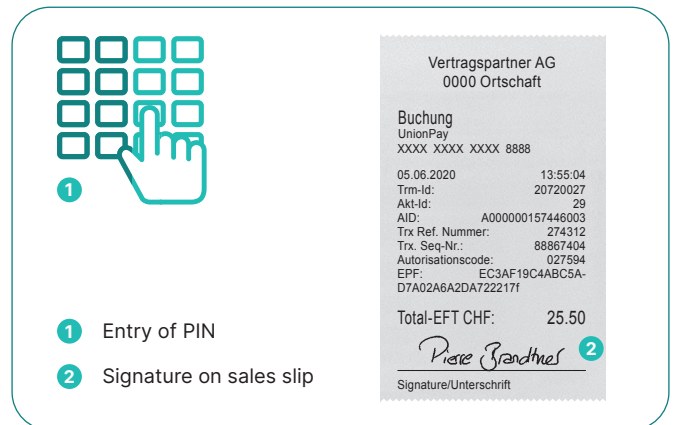 1
1 Entry of PIN
2 Signature on sales slip
Vertragspartner AG
0000 Ortschaft
Buchung
UnionPay
XXXX XXXX XXXX 8888
05.06.2020 13:55:04
Trm-Id: 20720027
Akt-Id: 29
AID: A000000157446003
Trx Ref. Nummer: 274312
Trx. Seq-Nr.: 88867404
Autorisationscode: 027594
EPF: EC3AF19C4ABC5A-
D7A02A6A2DA722217f
Total-EFT CHF: 25.50
Pierre Brandtner 2
Signature/Unterschrift